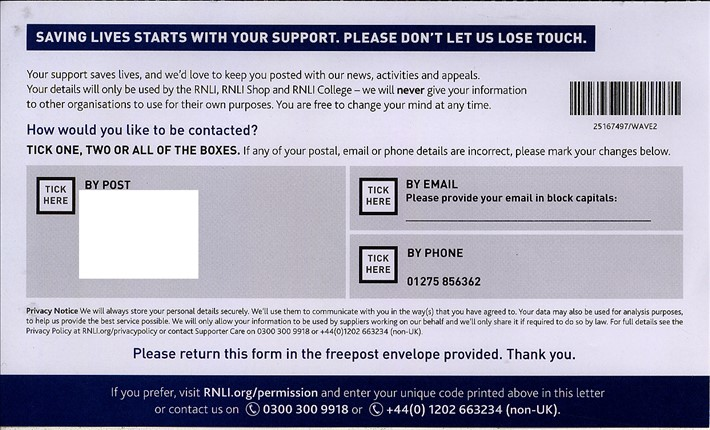 SAVING LIVES STARTS WITH YOUR SUPPORT. PLEASE DON'T LET US LOSE TOUCH.
Your support saves lives, and we'd love to keep you posted with our news, activities and appeals.
Your details will only be used by the RNLI, RNLI Shop and RNLI College – we will never give your information
to other organisations to use for their own purposes. You are free to change your mind at any time.
25167497/WAVE2
How would you like to be contacted?
TICK ONE, TWO OR ALL OF THE BOXES. If any of your postal, email or phone details are incorrect, please mark your changes below.
TICK
HERE
BY POST
TICK
HERE
BY EMAIL
Please provide your email in block capitals:
TICK
HERE
BY PHONE
01275 856362
Privacy Notice We will always store your personal details securely. We'll use them to communicate with you in the way(s) that you have agreed to. Your data may also be used for analysis purposes,
to help us provide the best service possible. We will only allow your information to be used by suppliers working on our behalf and we'll only share it if required to do so by law. For full details see the
Privacy Policy at RNLI.org/privacypolicy or contact Supporter Care on 0300 300 9918 or +44(0)1202 663234 (non-UK).
Please return this form in the freepost envelope provided. Thank you.
If you prefer, visit RNLI.org/permission and enter your unique code printed above in this letter
or contact us on 0300 300 9918 or +44(0) 1202 663234 (non-UK).